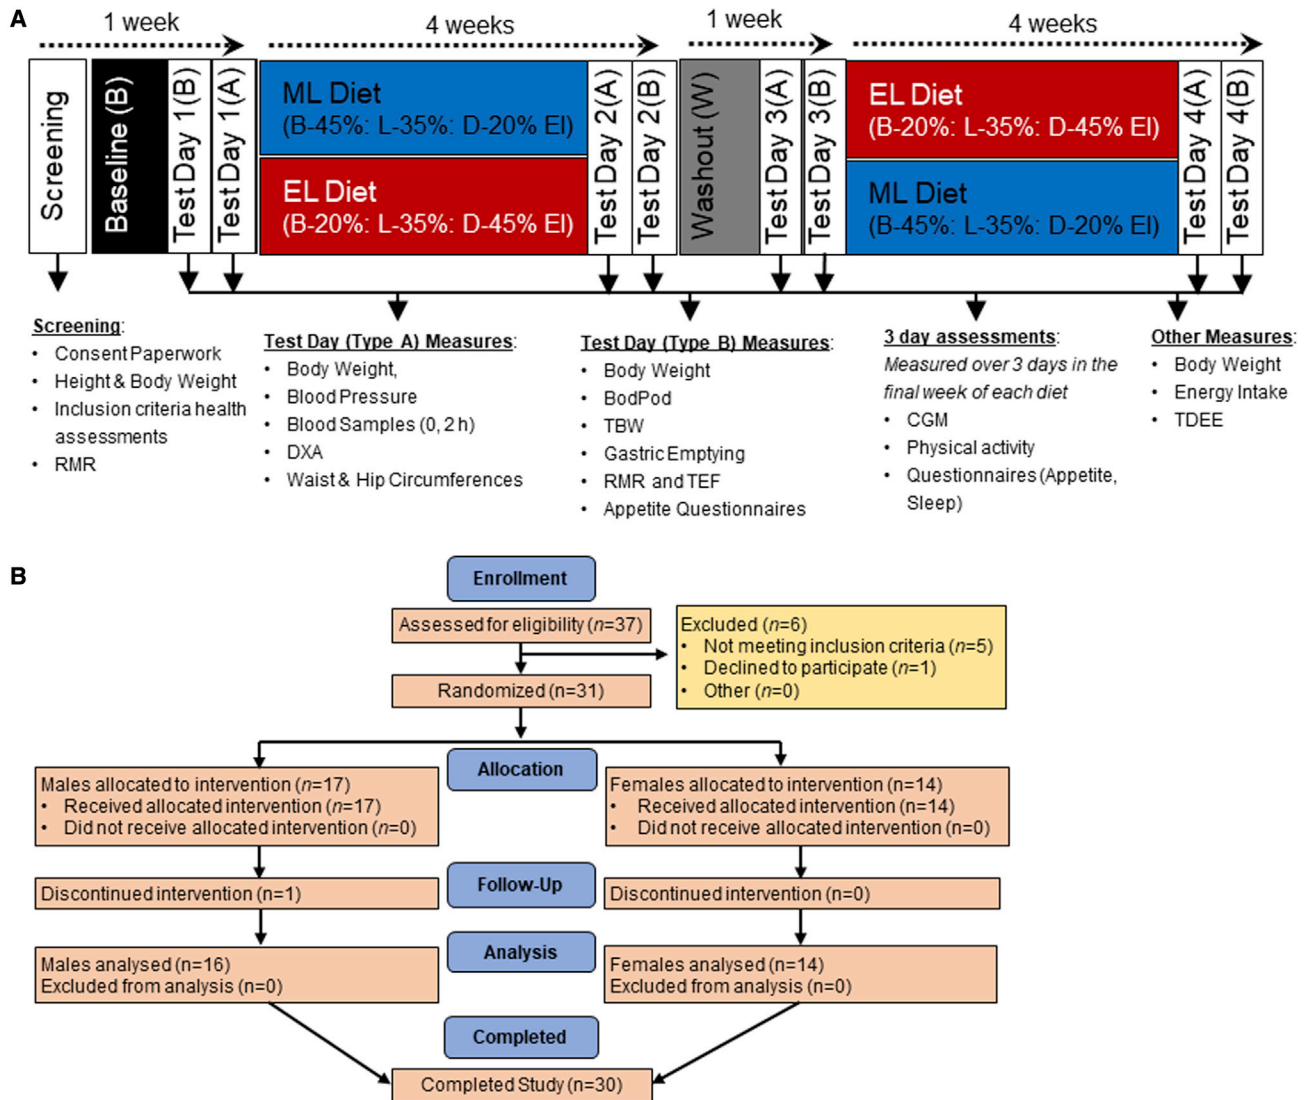 A
1 week
4 weeks
1 week
4 weeks
Screening
Baseline (B)
Test Day 1(B)
Test Day 1(A)
ML Diet
(B-45%: L-35%: D-20% EI)
EL Diet
(B-20%: L-35%: D-45% EI)
Test Day 2(A)
Test Day 2(B)
Washout (W)
Test Day 3(A)
Test Day 3(B)
EL Diet
(B-20%: L-35%: D-45% EI)
ML Diet
(B-45%: L-35%: D-20% EI)
Test Day 4(A)
Test Day 4(B)
Screening:
• Consent Paperwork
• Height & Body Weight
• Inclusion criteria health
assessments
• RMR
Test Day (Type A) Measures:
• Body Weight,
• Blood Pressure
• Blood Samples (0, 2 h)
• DXA
• Waist & Hip Circumferences
Test Day (Type B) Measures:
• Body Weight
• BodPod
• TBW
• Gastric Emptying
• RMR and TEF
• Appetite Questionnaires
3 day assessments:
Measured over 3 days in the
final week of each diet
• CGM
• Physical activity
• Questionnaires (Appetite,
Sleep)
Other Measures:
• Body Weight
• Energy Intake
• TDEE
B
Enrollment
Assessed for eligibility (n=37)
Excluded (n=6)
• Not meeting inclusion criteria (n=5)
• Declined to participate (n=1)
• Other (n=0)
Randomized (n=31)
Allocation
Males allocated to intervention (n=17)
• Received allocated intervention (n=17)
• Did not receive allocated intervention (n=0)
Females allocated to intervention (n=14)
• Received allocated intervention (n=14)
• Did not receive allocated intervention (n=0)
Follow-Up
Discontinued intervention (n=1)
Discontinued intervention (n=0)
Analysis
Males analysed (n=16)
Excluded from analysis (n=0)
Females analysed (n=14)
Excluded from analysis (n=0)
Completed
Completed Study (n=30)